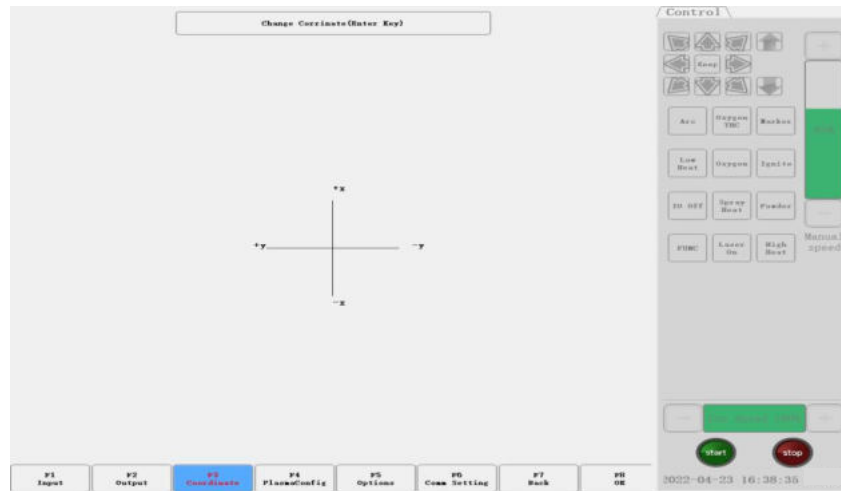 Change Corrinate(Enter Key)
Control
Keep
Arc
Oxygen
THC
Marker
Low
Heat
Oxygen
Ignite
IO Off
Spray
Heat
Powder
FUNC
Laser
On
High
Heat
Manual
speed
+x
+y
-y
-x
start
stop
F1
Input
F2
Output
F3
Coordinate
F4
PlasmaConfig
F5
Options
F6
Comm Setting
F7
Back
F8
OK
2022-04-23 16:38:35